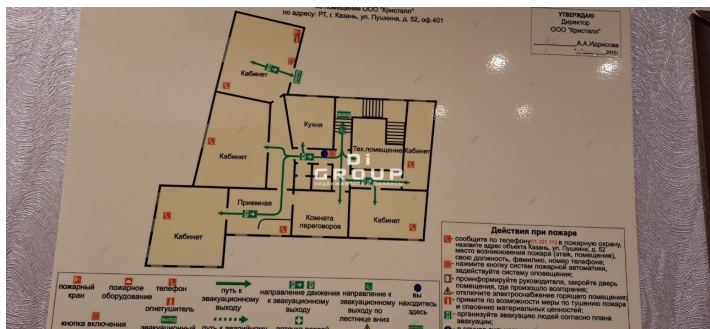 помещений ООО "Кристалл"
по адресу: РТ, г. Казань, ул. Пушкина, д. 52, оф.401
УТВЕРЖДАЮ
Директор
ООО "Кристалл"
А.А.Идрисова
Кабинет
ВЫХОД
Кухня
Тех.помещение
Кабинет
Кабинет
Di
GROUP
Приемная
Комната
переговоров
Кабинет
Кабинет
Действия при пожаре
- сообщите по телефону 01,101,112 в пожарную охрану,
назовите адрес объекта Казань, ул. Пушкина, д. 52
место возникновения пожара (этаж, помещение),
свою должность, фамилию, номер телефона;
- нажмите кнопку систем пожарной автоматики,
задействуйте систему оповещения;
- проинформируйте руководителя, закройте дверь
помещения, где произошло возгорание;
- отключите электроснабжение горящего помещения;
- примите по возможности меры по тушению пожара
и спасению материальных ценностей;
- организуйте эвакуацию людей согласно плана
эвакуации;
пожарный
кран
пожарное
оборудование
телефон
огнетушитель
кнопка включения
путь к
эвакуационному
выходу
направление движения
к эвакуационному
выходу
направление к
эвакуационному
выходу по
лестнице вниз
вы
находитесь
здесь
эвакуационный